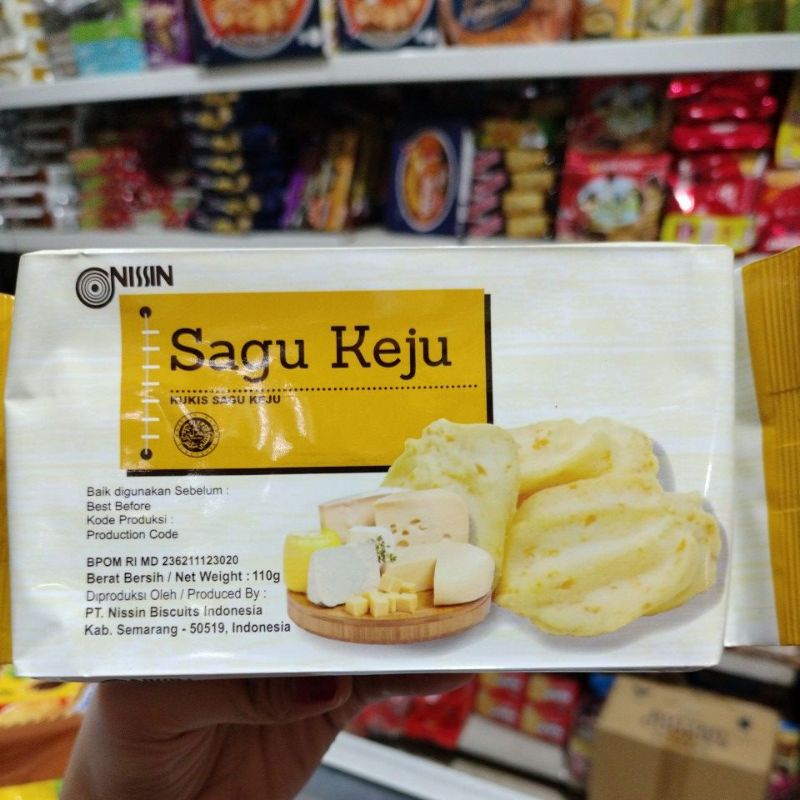 NISSIN
Sagu Keju
KUKIS SAGU KEJU
Baik digunakan Sebelum :
Best Before
Kode Produksi :
Production Code
BPOM RI MD 236211123020
Berat Bersih / Net Weight : 110g
Diproduksi Oleh / Produced By :
PT. Nissin Biscuits Indonesia
Kab. Semarang - 50519, Indonesia